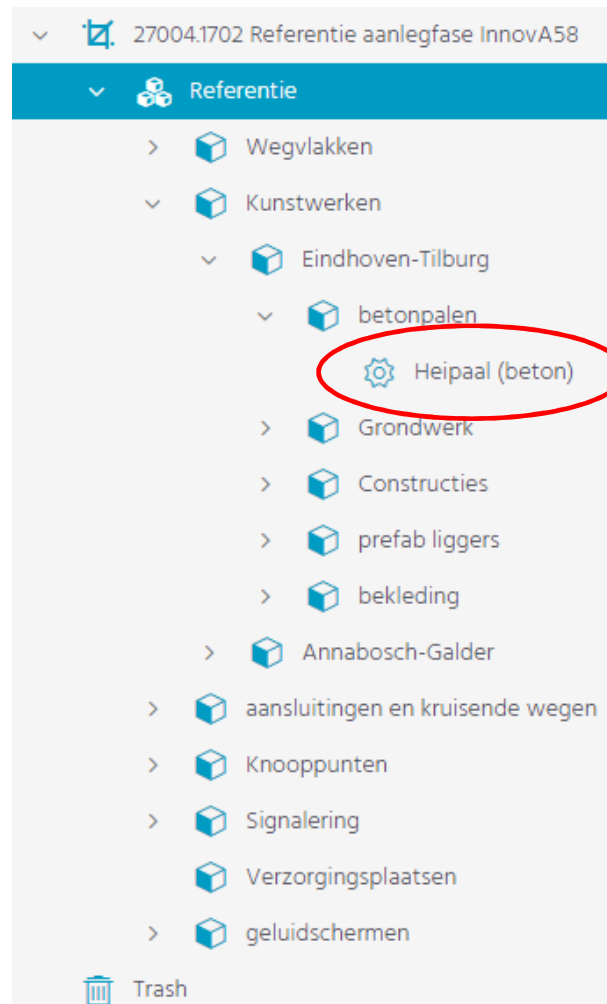 27004.1702 Referentie aanlegfase InnovA58
Referentie
Wegvlakken
Kunstwerken
Eindhoven-Tilburg
betonpalen
Heipaal (beton)
Grondwerk
Constructies
prefab liggers
bekleding
Annabosch-Galder
aansluitingen en kruisende wegen
Knooppunten
Signalering
Verzorgingsplaatsen
geluidschermen
Trash